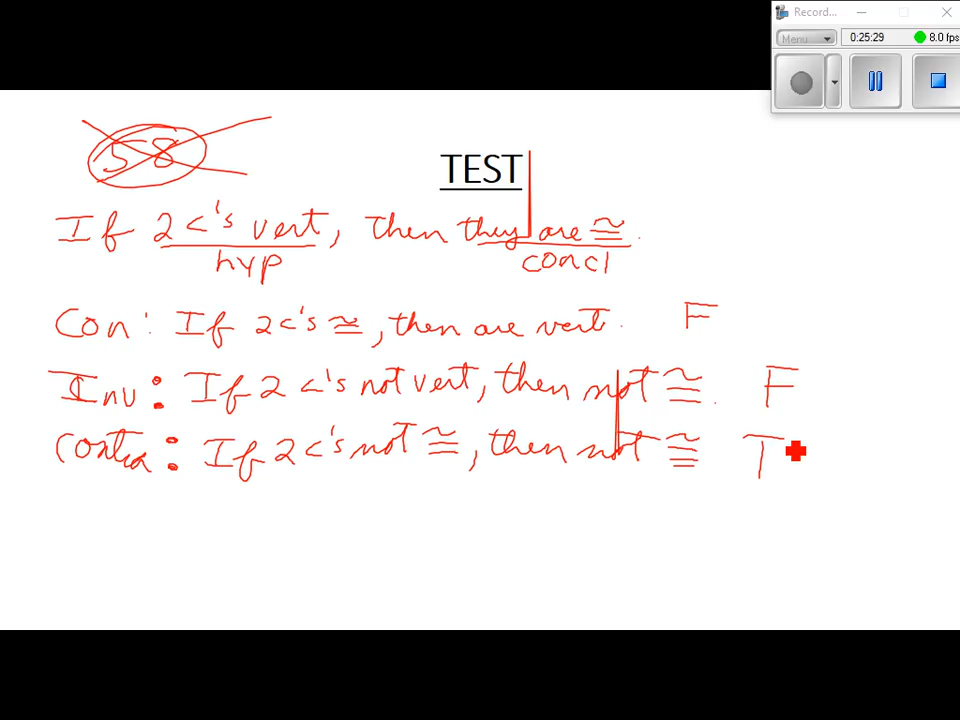 Record...
Menu
0:25:29
8.0 fps
58
TEST
If 2 <'s vert, then they are ≅.
hyp
concl
Con: If 2 <'s ≅, then are vert. F
Inv: If 2 <'s not vert, then not ≅. F
Contra: If 2 <'s not ≅, then not ≅ T